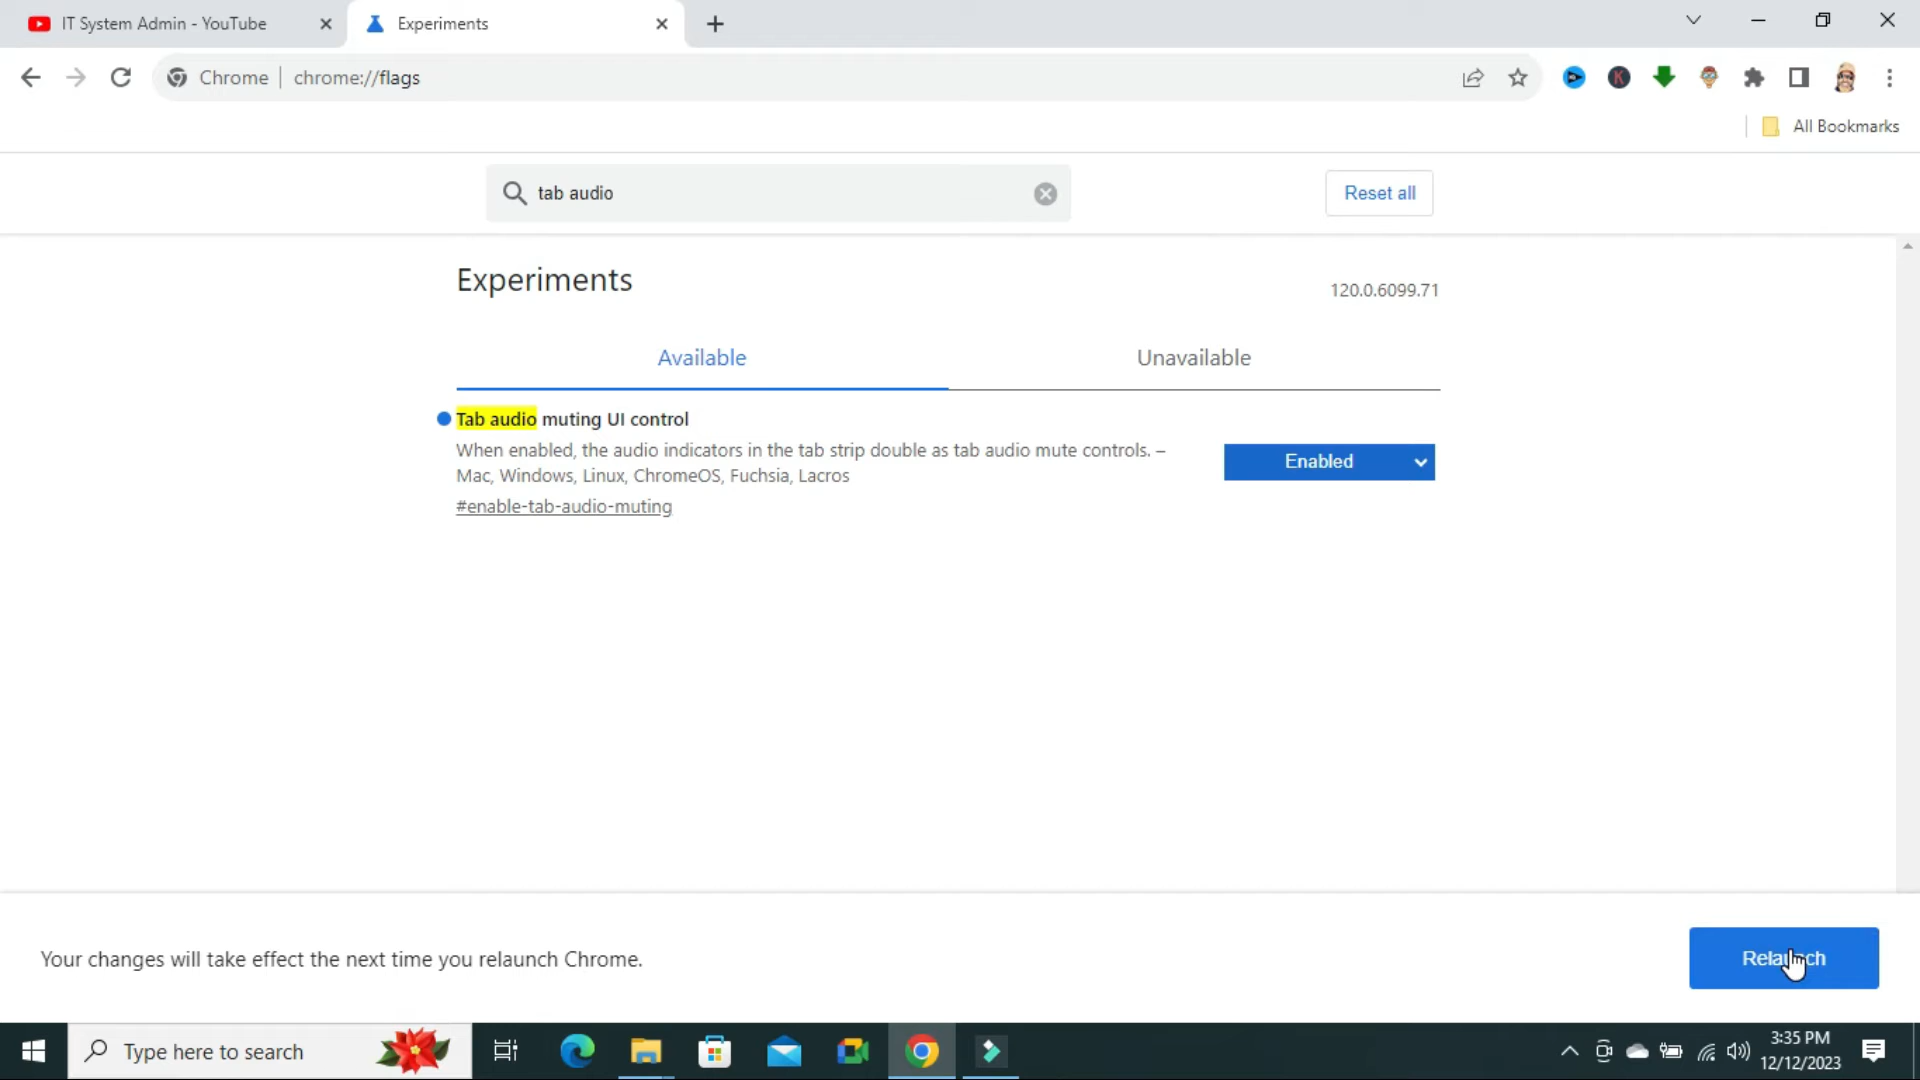 IT System Admin - YouTube
Experiments
Chrome
chrome://flags
K
All Bookmarks
tab audio
Reset all
Experiments
120.0.6099.71
Available
Unavailable
Tab audio muting UI control
When enabled, the audio indicators in the tab strip double as tab audio mute controls. –
Mac, Windows, Linux, ChromeOS, Fuchsia, Lacros
#enable-tab-audio-muting
Enabled
Your changes will take effect the next time you relaunch Chrome.
Relaunch
Type here to search
3:35 PM
12/12/2023